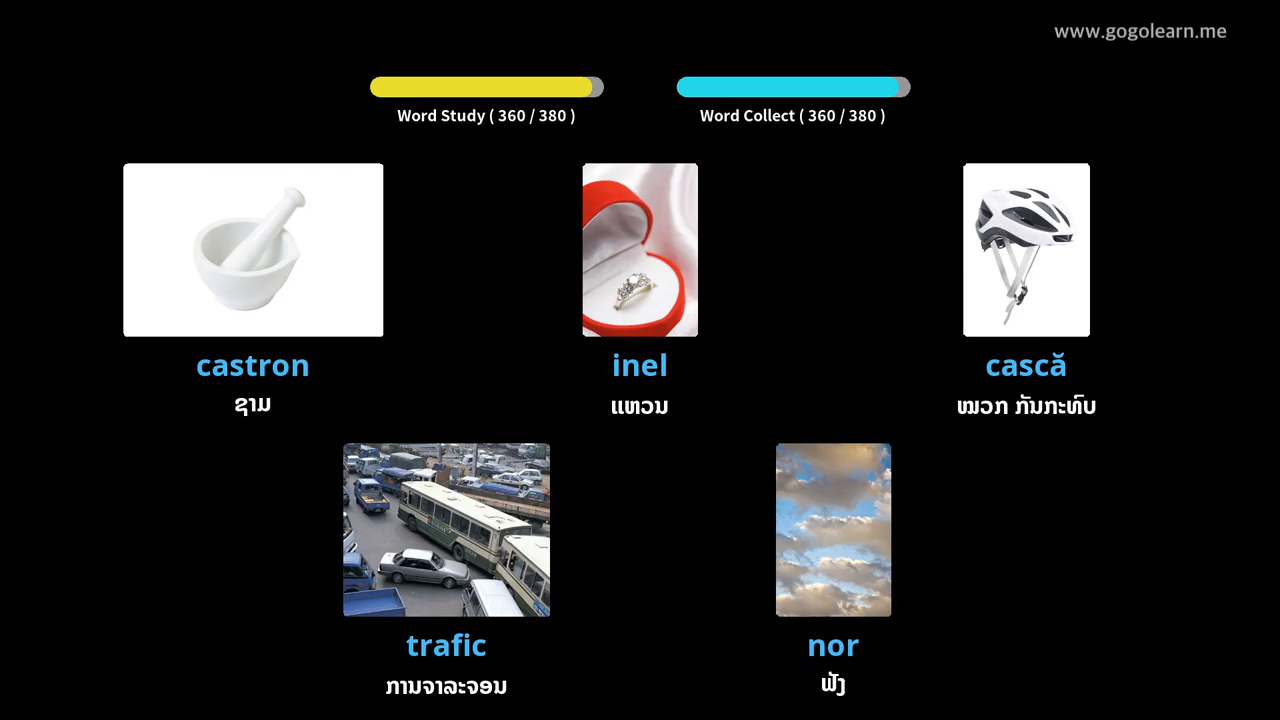 www.gogolearn.me
Word Study ( 360 / 380 )
Word Collect ( 360 / 380 )
castron
ຊາມ
inel
ແຫວນ
cască
ໝວກ ກັນກະທົບ
trafic
ການຈາລະຈອນ
nor
ຟັງ